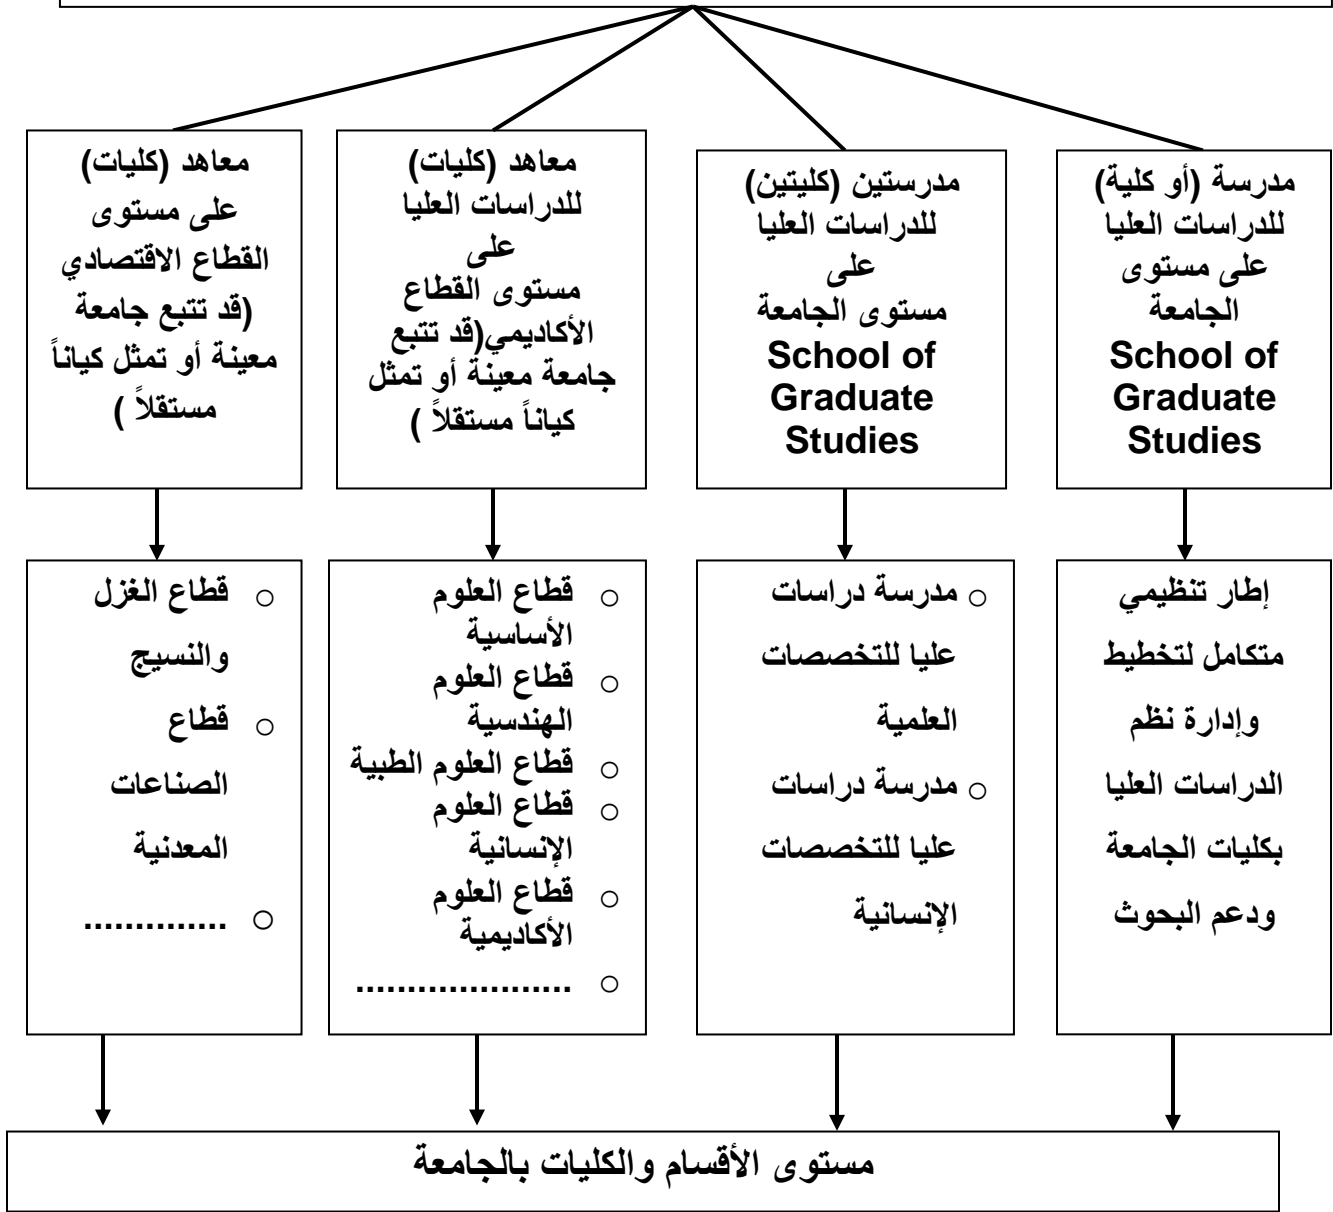 مدرسة (أو كلية)
للدراسات العليا
على مستوى
الجامعة
School of
Graduate
Studies
مدرستين (كليتين)
للدراسات العليا
على
مستوى الجامعة
School of
Graduate
Studies
معاهد (كليات)
للدراسات العليا
على
مستوى القطاع
الأكاديمي(قد تتبع
جامعة معينة أو تمثل
كياناً مستقلاً )
معاهد (كليات)
على مستوى
القطاع الاقتصادي
(قد تتبع جامعة
معينة أو تمثل كياناً
مستقلاً )
إطار تنظيمي
متكامل لتخطيط
وإدارة نظم
الدراسات العليا
بكليات الجامعة
ودعم البحوث
○ مدرسة دراسات
عليا للتخصصات
العلمية
○ مدرسة دراسات
عليا للتخصصات
الإنسانية
○ قطاع العلوم
الأساسية
○ قطاع العلوم
الهندسية
○ قطاع العلوم الطبية
○ قطاع العلوم
الإنسانية
○ قطاع العلوم
الأكاديمية
○ .....................
○ قطاع الغزل
والنسيج
○ قطاع
الصناعات
المعدنية
○ ..............
مستوى الأقسام والكليات بالجامعة